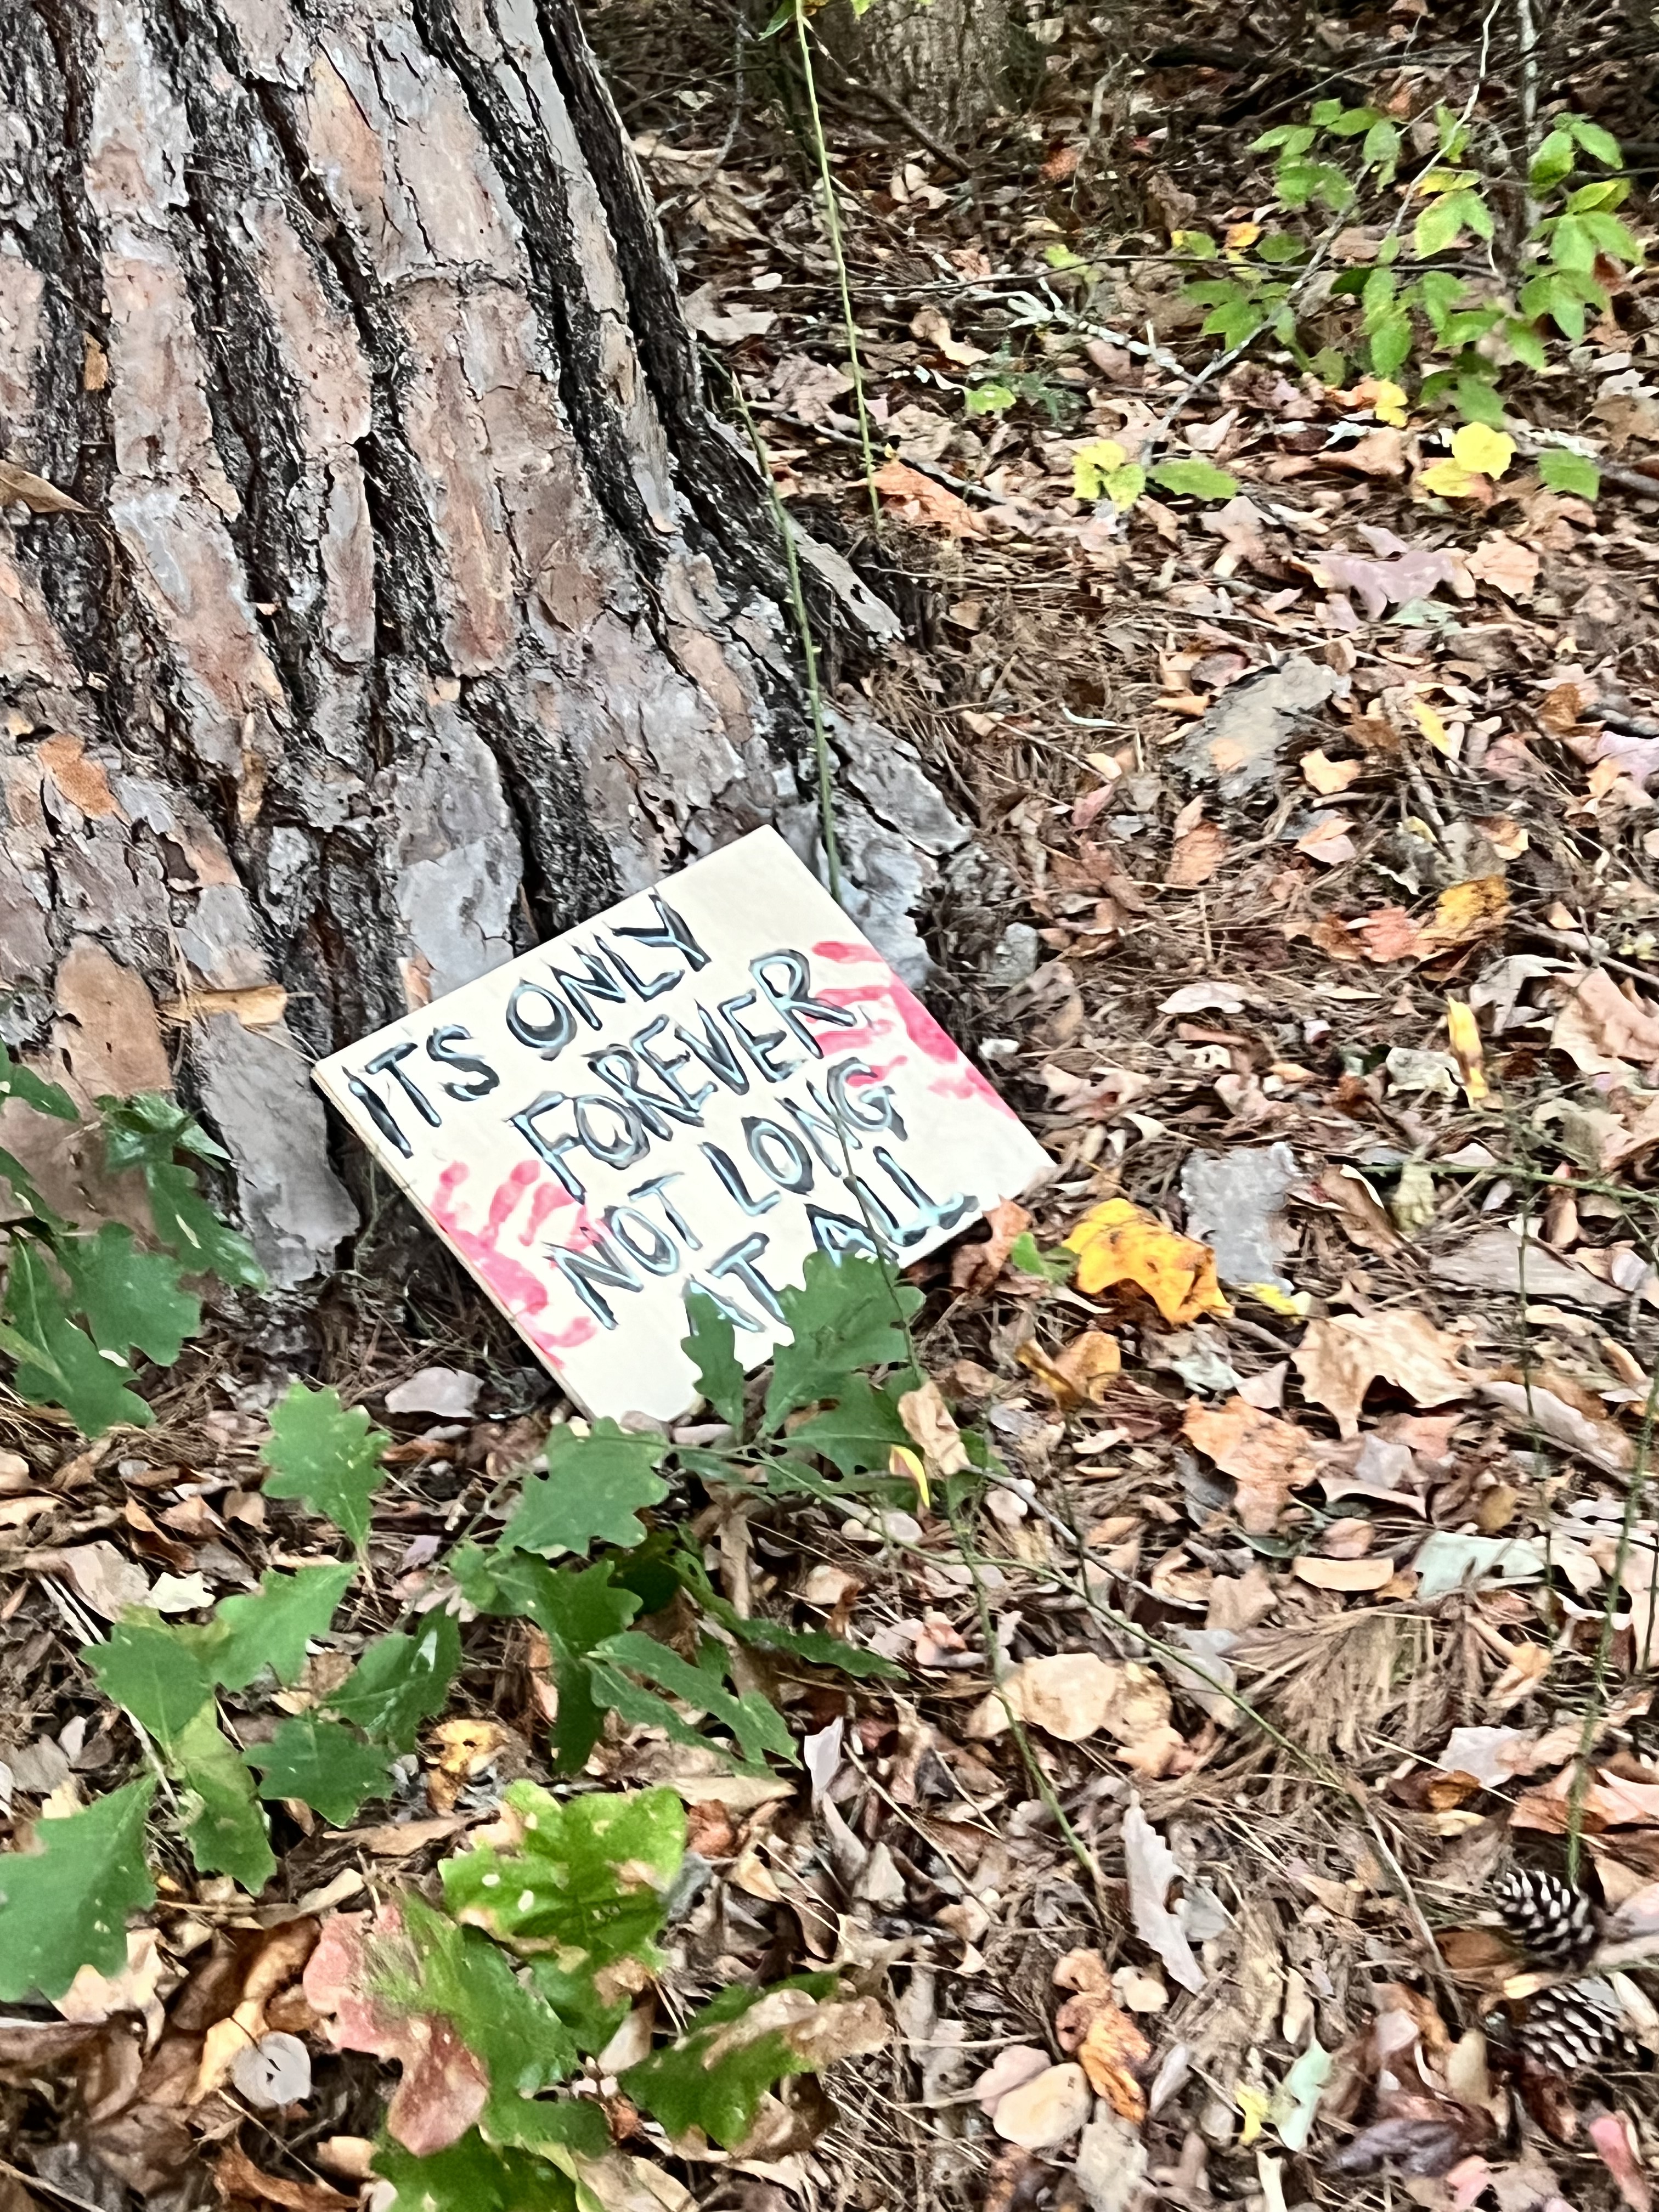 ITS ONLY
FOREVER
NOT LONG
AT ALL